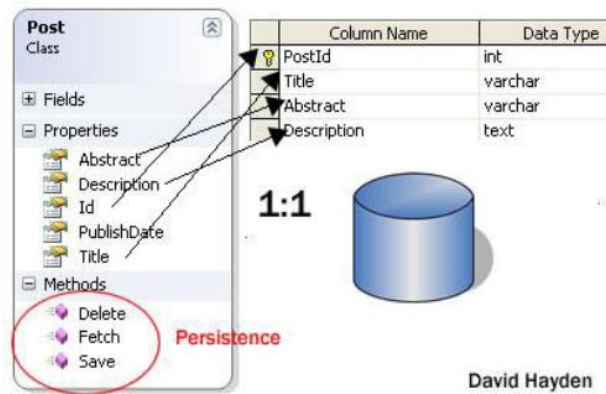 Post
Class
Fields
Properties
Abstract
Description
Id
PublishDate
Title
Methods
Delete
Fetch
Save
Persistence
Column Name Data Type
PostId int
Title varchar
Abstract varchar
Description text
1:1
David Hayden